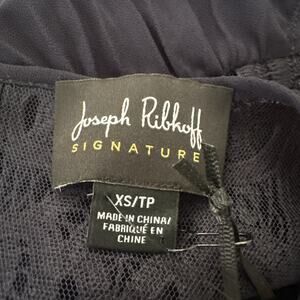 Joseph Ribkoff
SIGNATURE
XS/TP
MADE IN CHINA/
FABRIQUÉ EN
CHINE